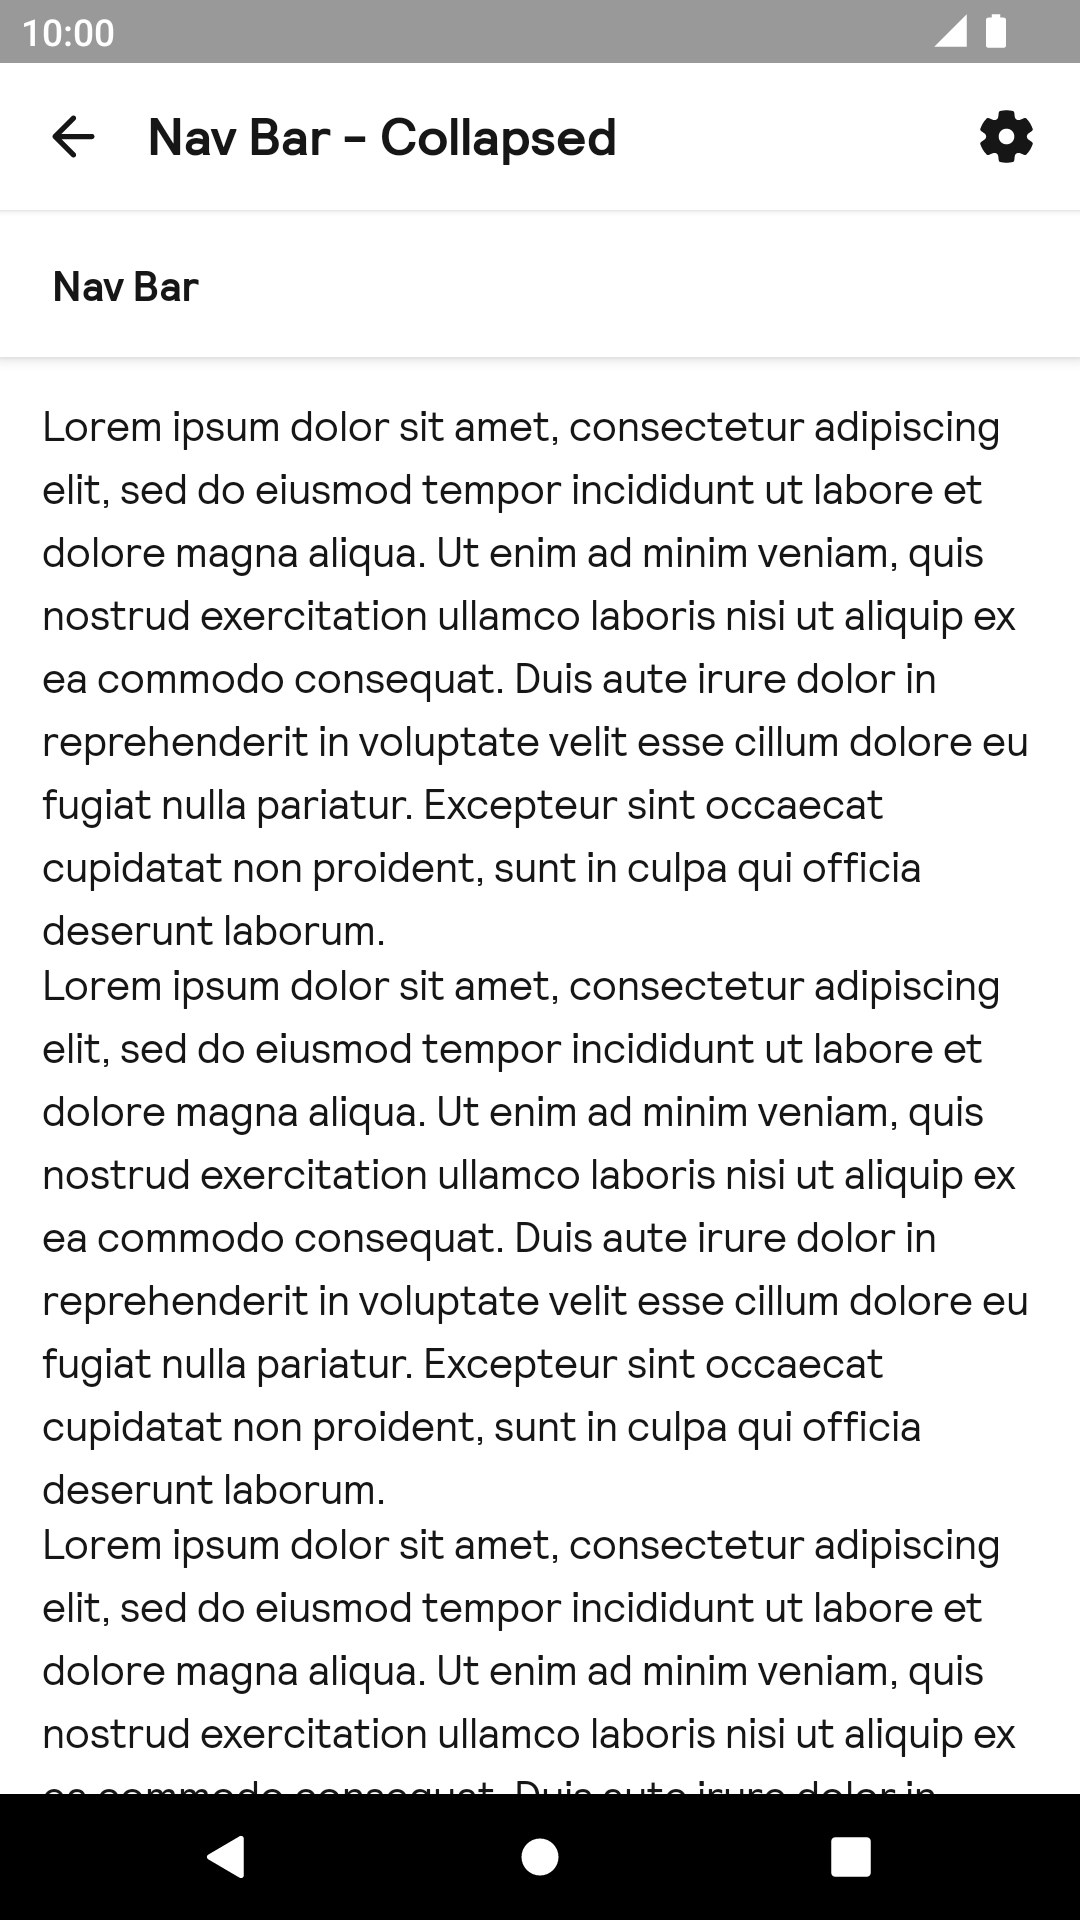 10:00
Nav Bar - Collapsed
Nav Bar
Lorem ipsum dolor sit amet, consectetur adipiscing
elit, sed do eiusmod tempor incididunt ut labore et
dolore magna aliqua. Ut enim ad minim veniam, quis
nostrud exercitation ullamco laboris nisi ut aliquip ex
ea commodo consequat. Duis aute irure dolor in
reprehenderit in voluptate velit esse cillum dolore eu
fugiat nulla pariatur. Excepteur sint occaecat
cupidatat non proident, sunt in culpa qui officia
deserunt laborum.
Lorem ipsum dolor sit amet, consectetur adipiscing
elit, sed do eiusmod tempor incididunt ut labore et
dolore magna aliqua. Ut enim ad minim veniam, quis
nostrud exercitation ullamco laboris nisi ut aliquip ex
ea commodo consequat. Duis aute irure dolor in
reprehenderit in voluptate velit esse cillum dolore eu
fugiat nulla pariatur. Excepteur sint occaecat
cupidatat non proident, sunt in culpa qui officia
deserunt laborum.
Lorem ipsum dolor sit amet, consectetur adipiscing
elit, sed do eiusmod tempor incididunt ut labore et
dolore magna aliqua. Ut enim ad minim veniam, quis
nostrud exercitation ullamco laboris nisi ut aliquip ex
ea commodo consequat. Duis aute irure dolor in